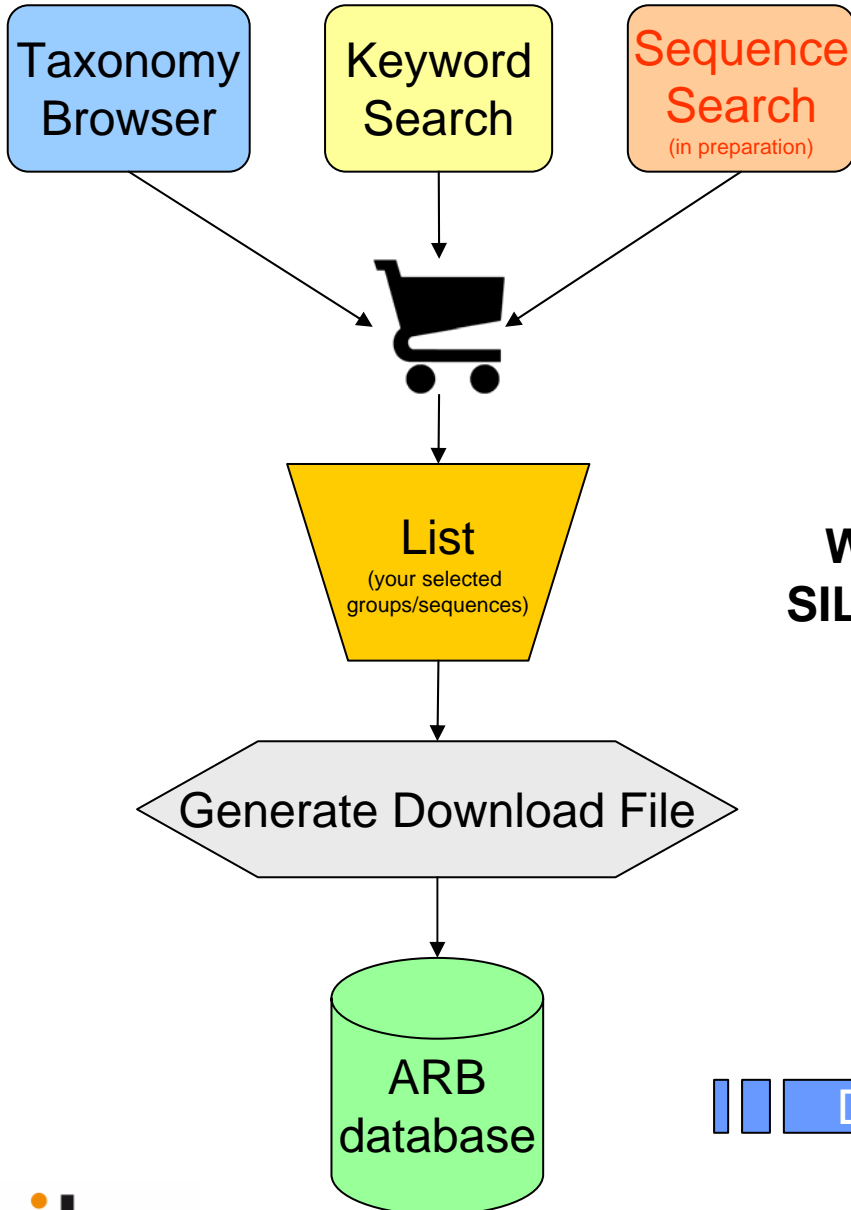 Taxonomy
Browser
Keyword
Search
Sequence
Search
(in preparation)
List
(your selected
groups/sequences)
Generate Download File
ARB
database